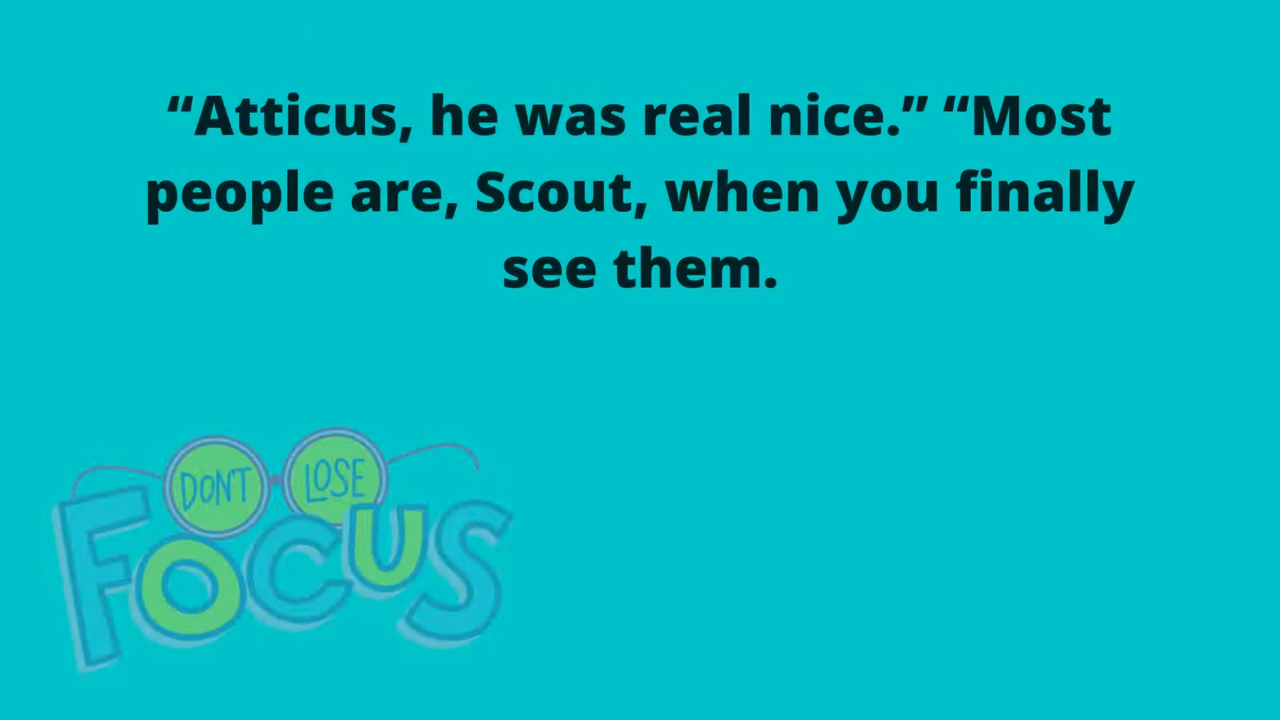 “Atticus, he was real nice.” “Most
people are, Scout, when you finally
see them.
DON'T LOSE
FOCUS